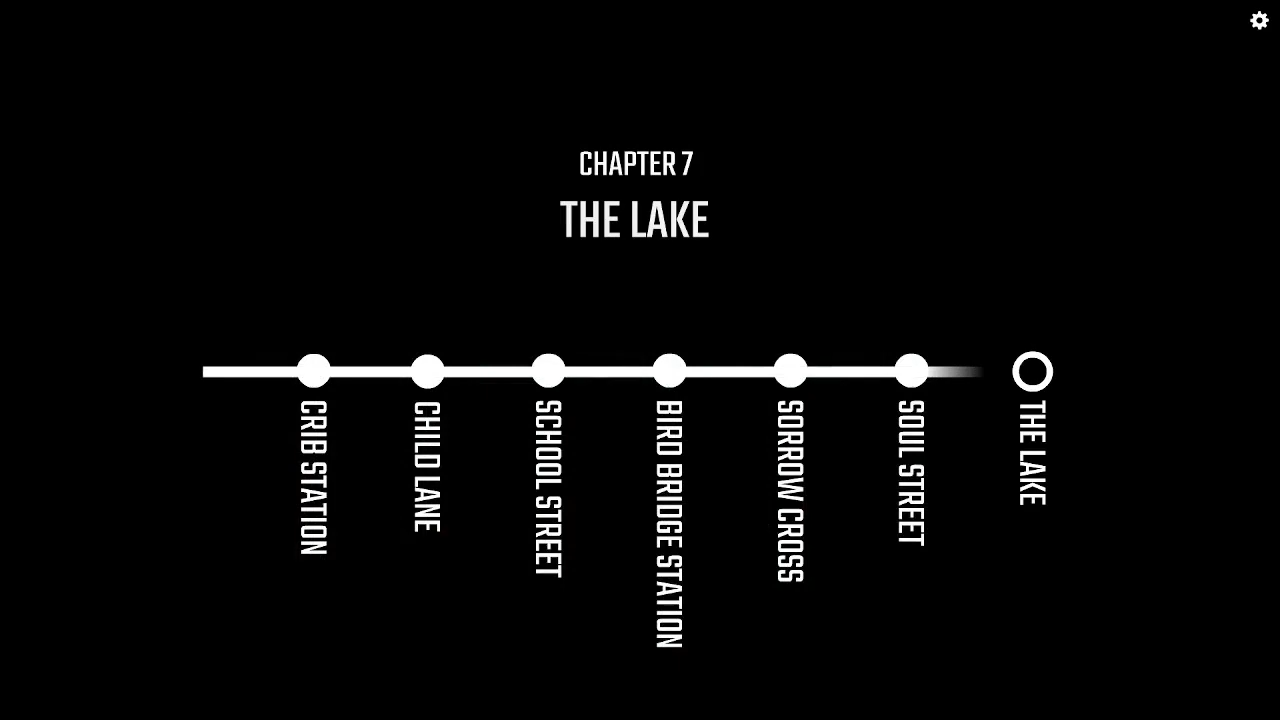 CHAPTER 7
THE LAKE
CRIB STATION
CHILD LANE
SCHOOL STREET
BIRD BRIDGE STATION
SORROW CROSS
SOUL STREET
THE LAKE